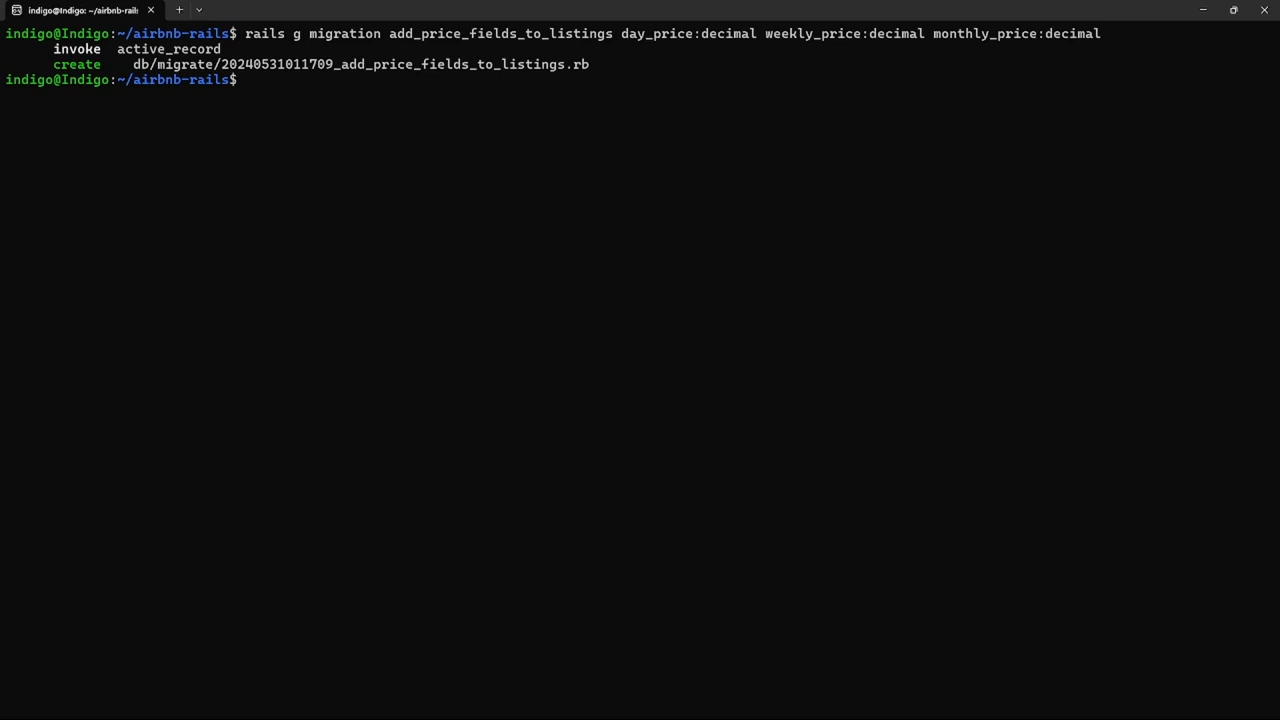 indigo@Indigo: ~/airbnb-rails
indigo@Indigo:~/airbnb-rails$ rails g migration add_price_fields_to_listings day_price:decimal weekly_price:decimal monthly_price:decimal
invoke active_record
create db/migrate/20240531011709_add_price_fields_to_listings.rb
indigo@Indigo:~/airbnb-rails$